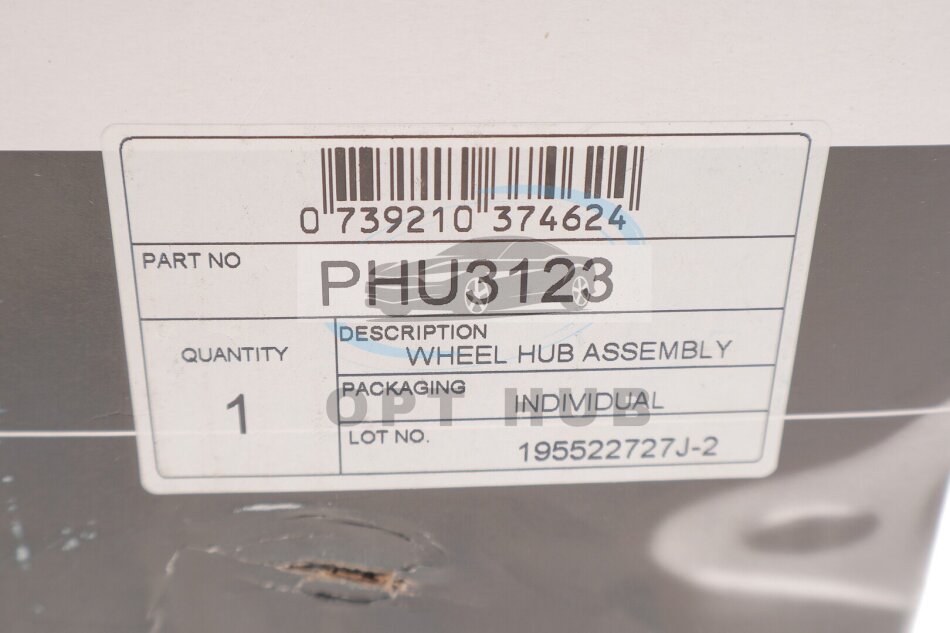 0 739210 374624
PART NO
PHU3123
QUANTITY
1
DESCRIPTION
WHEEL HUB ASSEMBLY
PACKAGING
INDIVIDUAL
OPT HUB
LOT NO.
195522727J-2